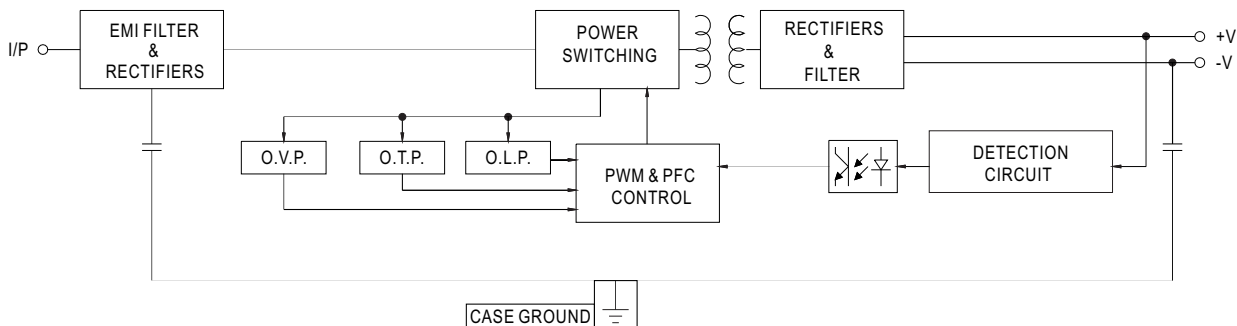 I/P
EMI FILTER
&
RECTIFIERS
POWER
SWITCHING
RECTIFIERS
&
FILTER
+V
-V
O.V.P.
O.T.P.
O.L.P.
PWM & PFC
CONTROL
DETECTION
CIRCUIT
CASE GROUND